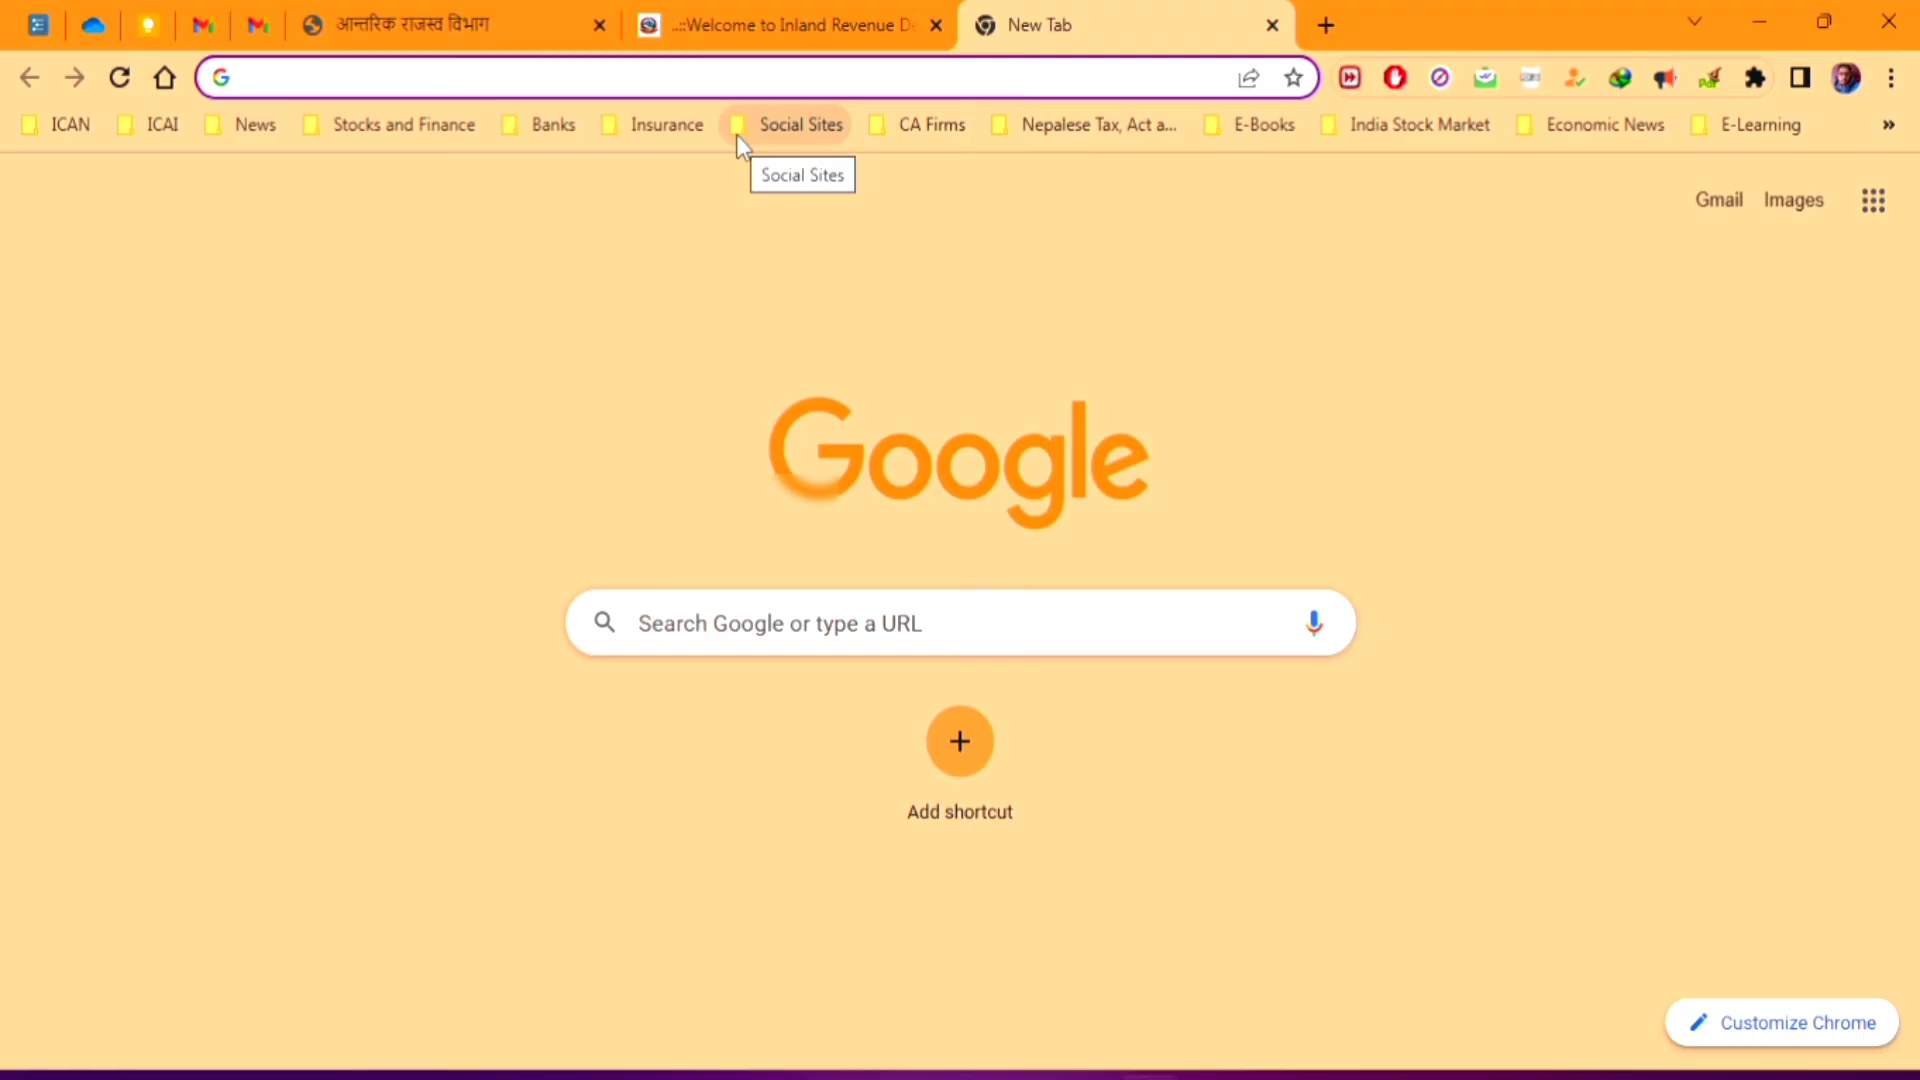 आन्तरिक राजस्व विभाग
..::Welcome to Inland Revenue De
New Tab
ICAN
ICAI
News
Stocks and Finance
Banks
Insurance
Social Sites
CA Firms
Nepalese Tax, Act a...
E-Books
India Stock Market
Economic News
E-Learning
Social Sites
Gmail
Images
Google
Search Google or type a URL
Add shortcut
Customize Chrome